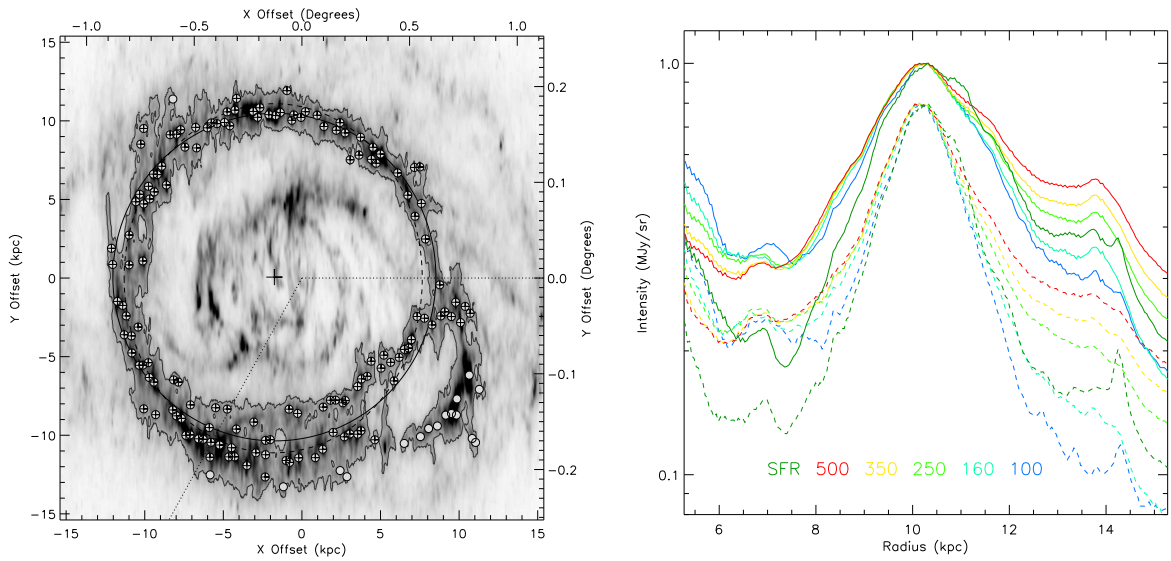 X Offset (Degrees)
−1.0 −0.5 0.0 0.5 1.0
15
10
5
0
−5
−10
−15
Y Offset (kpc)
0.2
0.1
0.0
−0.1
−0.2
Y Offset (Degrees)
−15 −10 −5 0 5 10 15
X Offset (kpc)
1.0
0.1
Intensity (MJy/sr)
SFR 500 350 250 160 100
6 8 10 12 14
Radius (kpc)